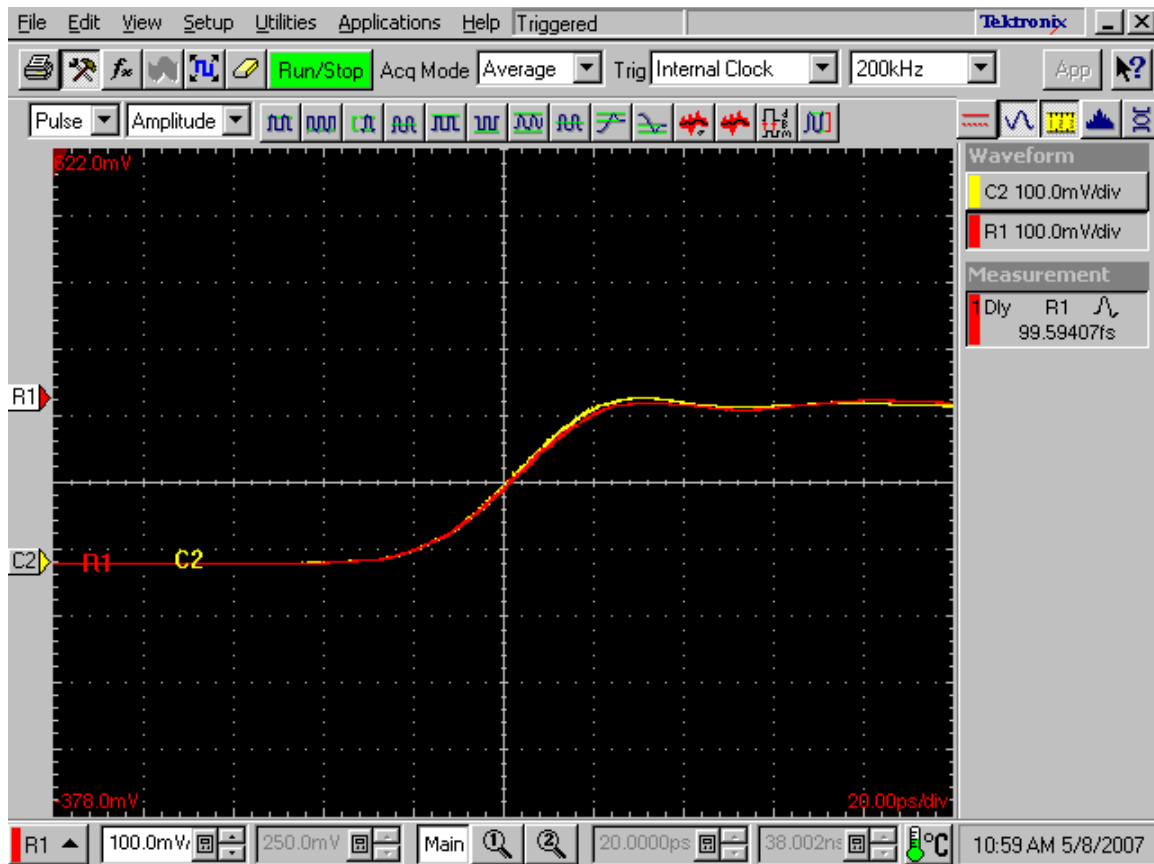 File Edit View Setup Utilities Applications Help Triggered Tektronix
Run/Stop Acq Mode Average Trig Internal Clock 200kHz App
Pulse Amplitude
622.0mV
Waveform
C2 100.0mV/div
R1 100.0mV/div
Measurement
1 Dly R1
99.59407fs
R1
C2
R1 C2
-378.0mV 20.00ps/div
R1 100.0mV/ 250.0mV Main 1 2 20.0000ps 38.002ns °C 10:59 AM 5/8/2007